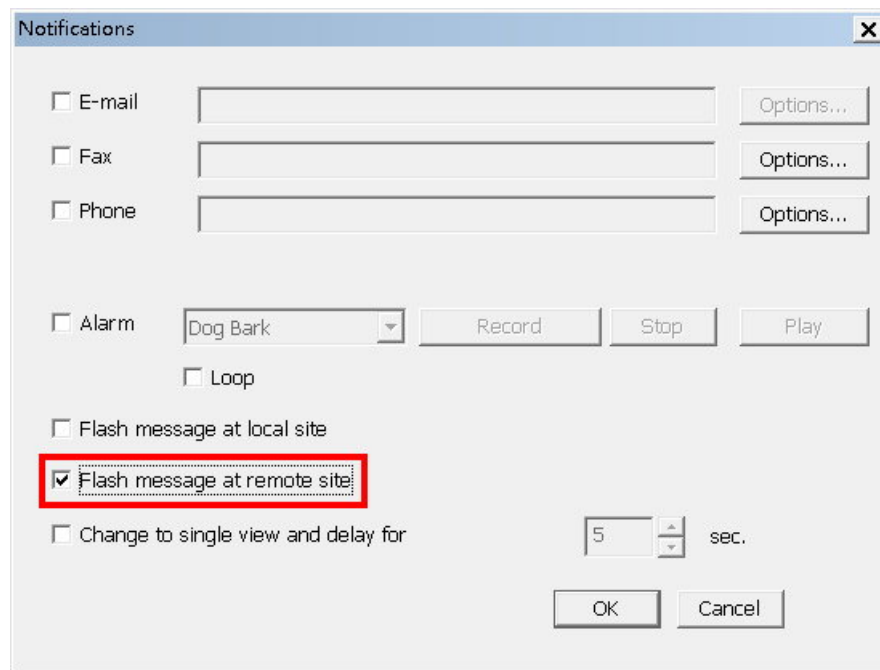 Notifications
E-mail Options...
Fax Options...
Phone Options...
Alarm Dog Bark Record Stop Play
Loop
Flash message at local site
Flash message at remote site
Change to single view and delay for 5 sec.
OK Cancel